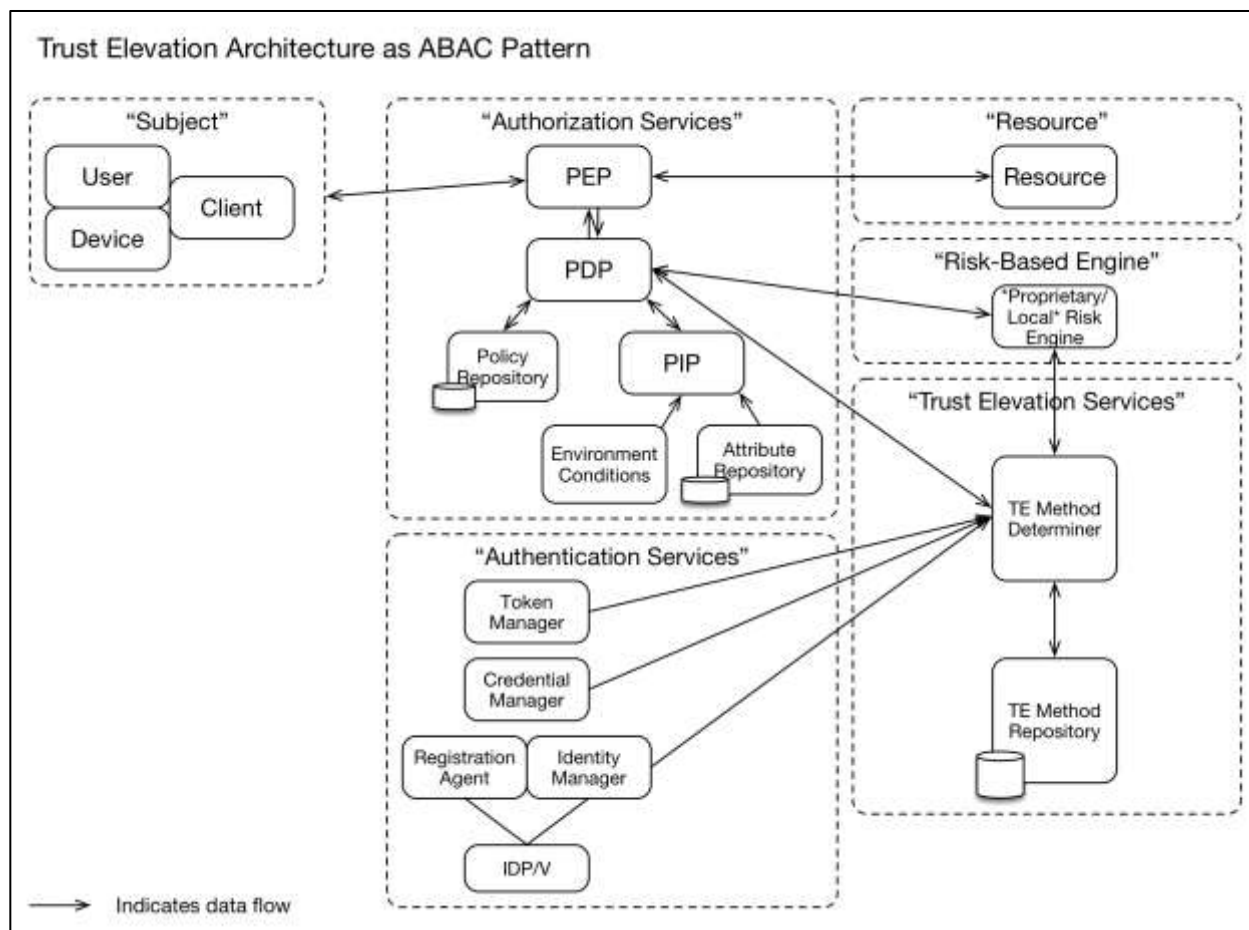 Trust Elevation Architecture as ABAC Pattern
“Subject”
User
Client
Device
“Authorization Services”
PEP
PDP
Policy
Repository
PIP
Environment
Conditions
Attribute
Repository
“Resource”
Resource
“Risk-Based Engine”
*Proprietary/
Local* Risk
Engine
“Trust Elevation Services”
TE Method
Determiner
TE Method
Repository
“Authentication Services”
Token
Manager
Credential
Manager
Registration
Agent
Identity
Manager
IDP/V
Indicates data flow